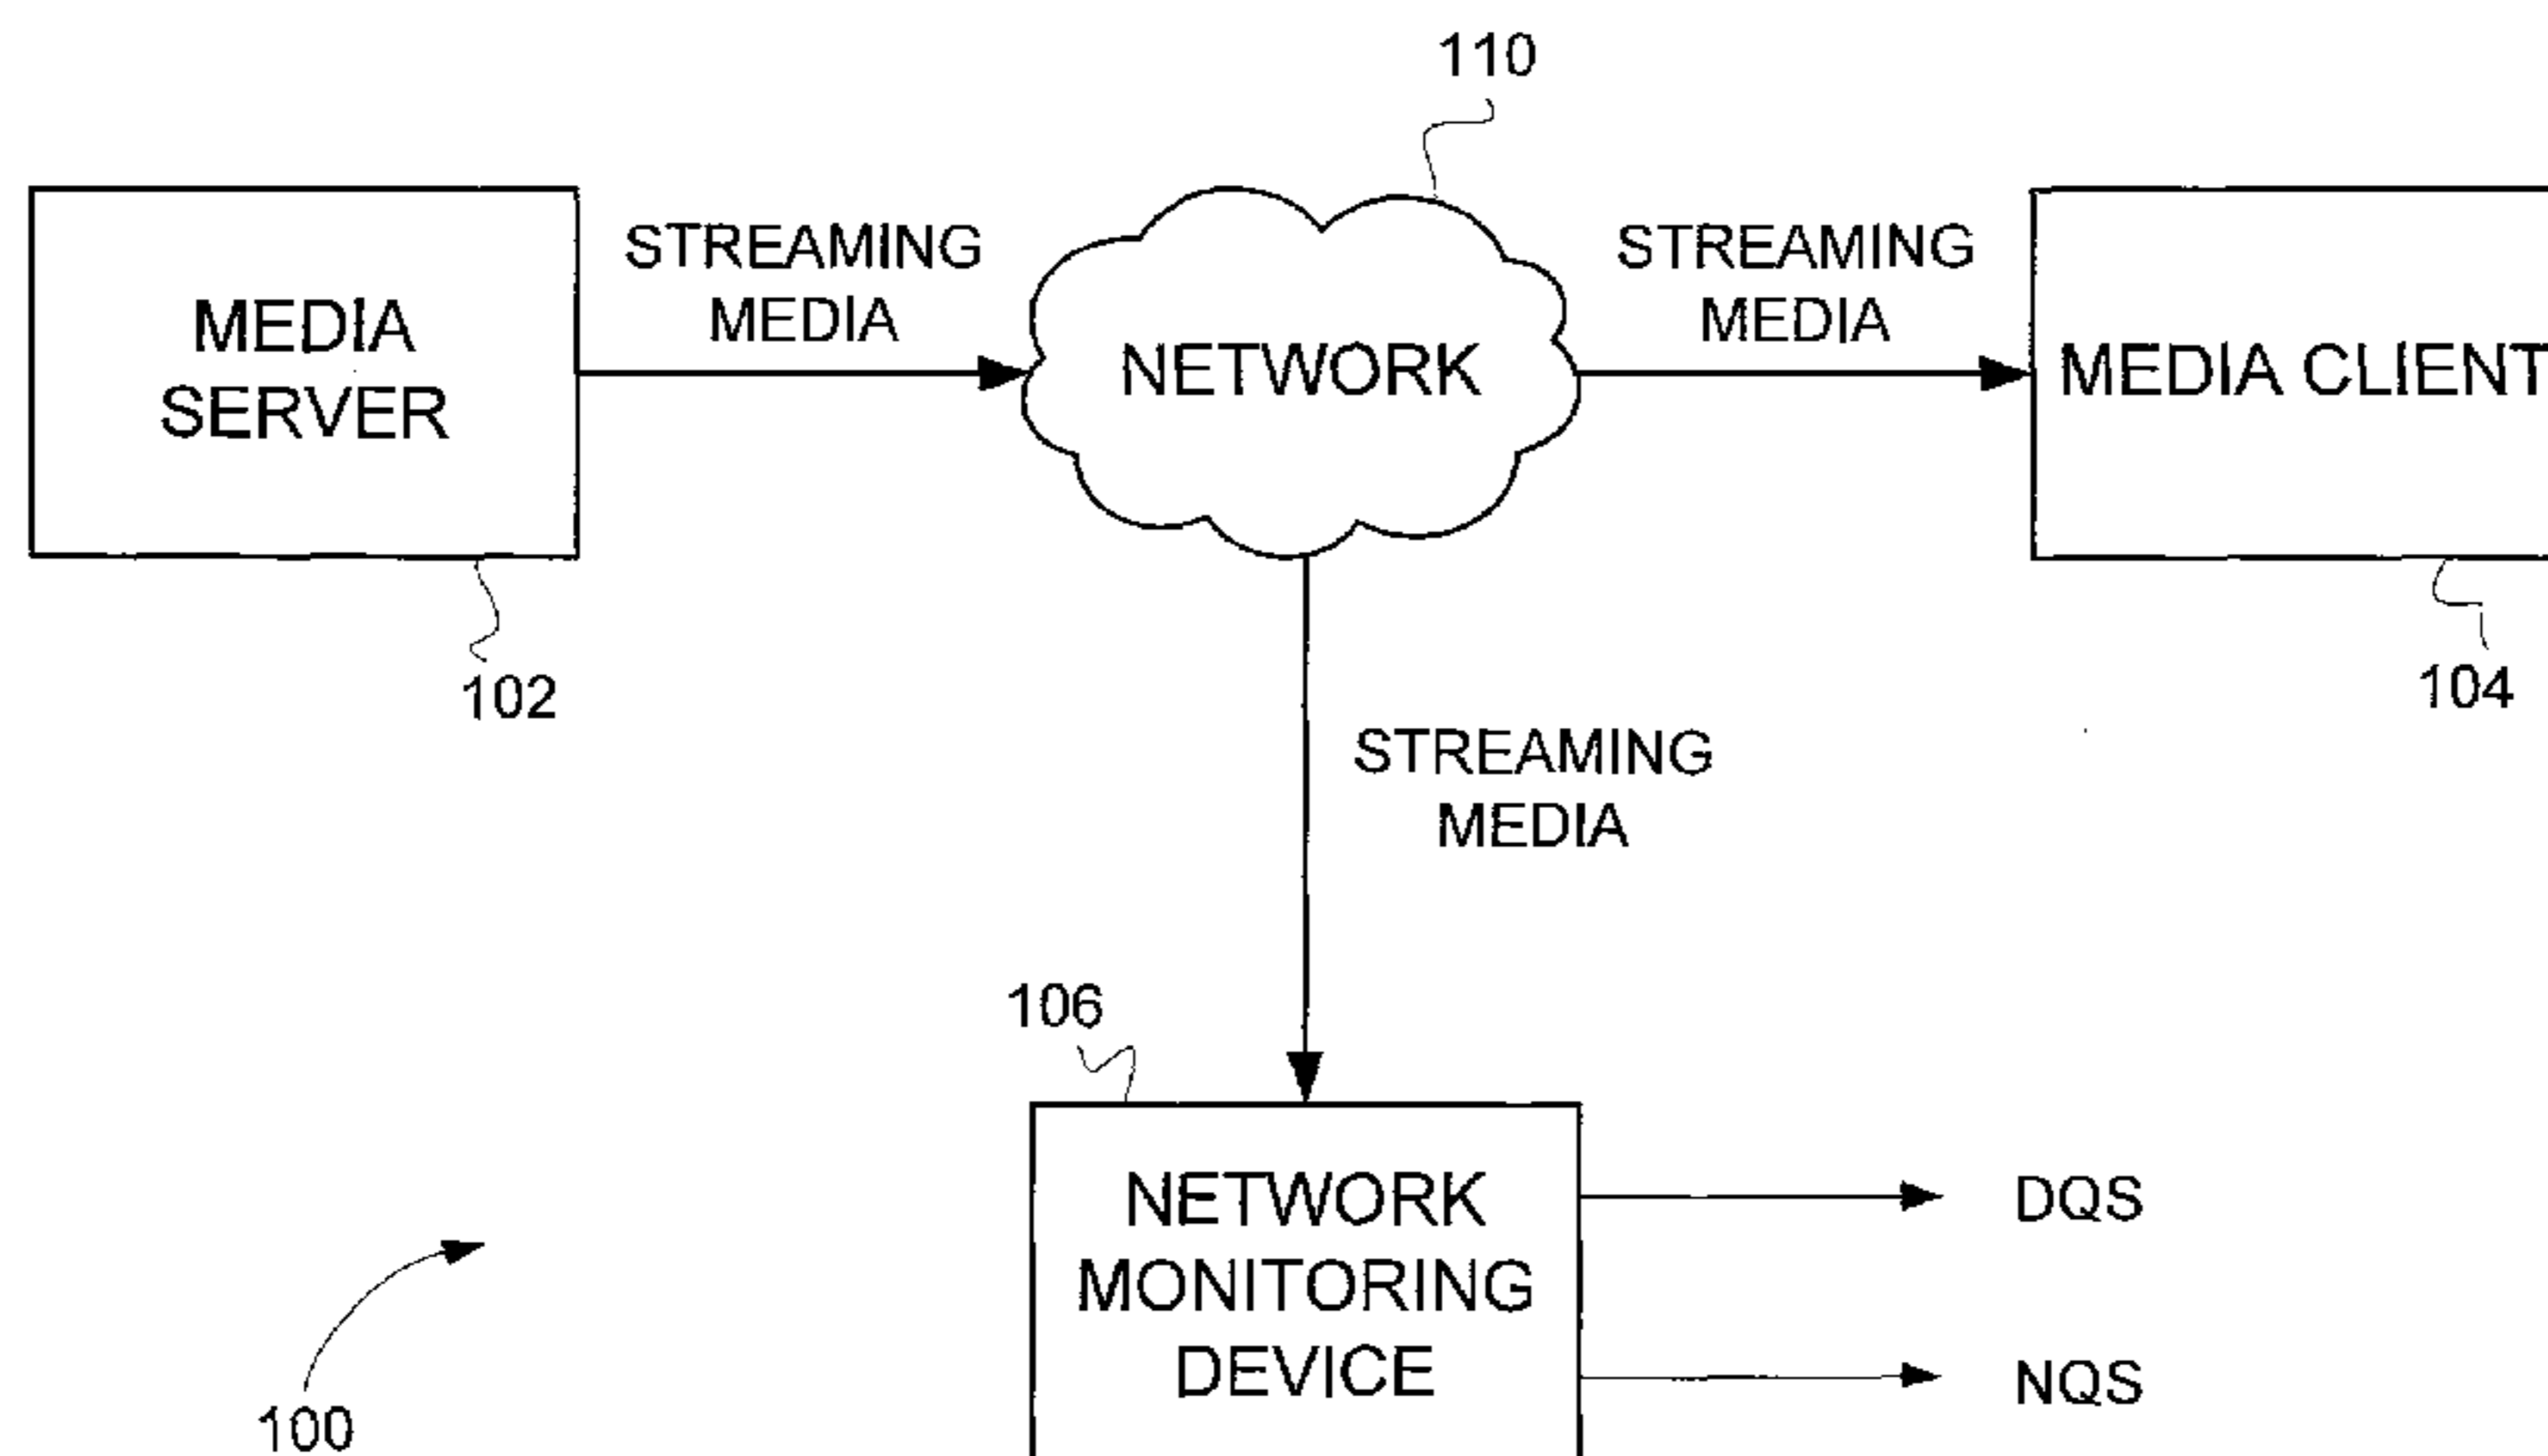 110
MEDIA
SERVER
STREAMING
MEDIA
NETWORK
STREAMING
MEDIA
MEDIA CLIENT
102
104
STREAMING
MEDIA
106
NETWORK
MONITORING
DEVICE
DQS
NQS
100